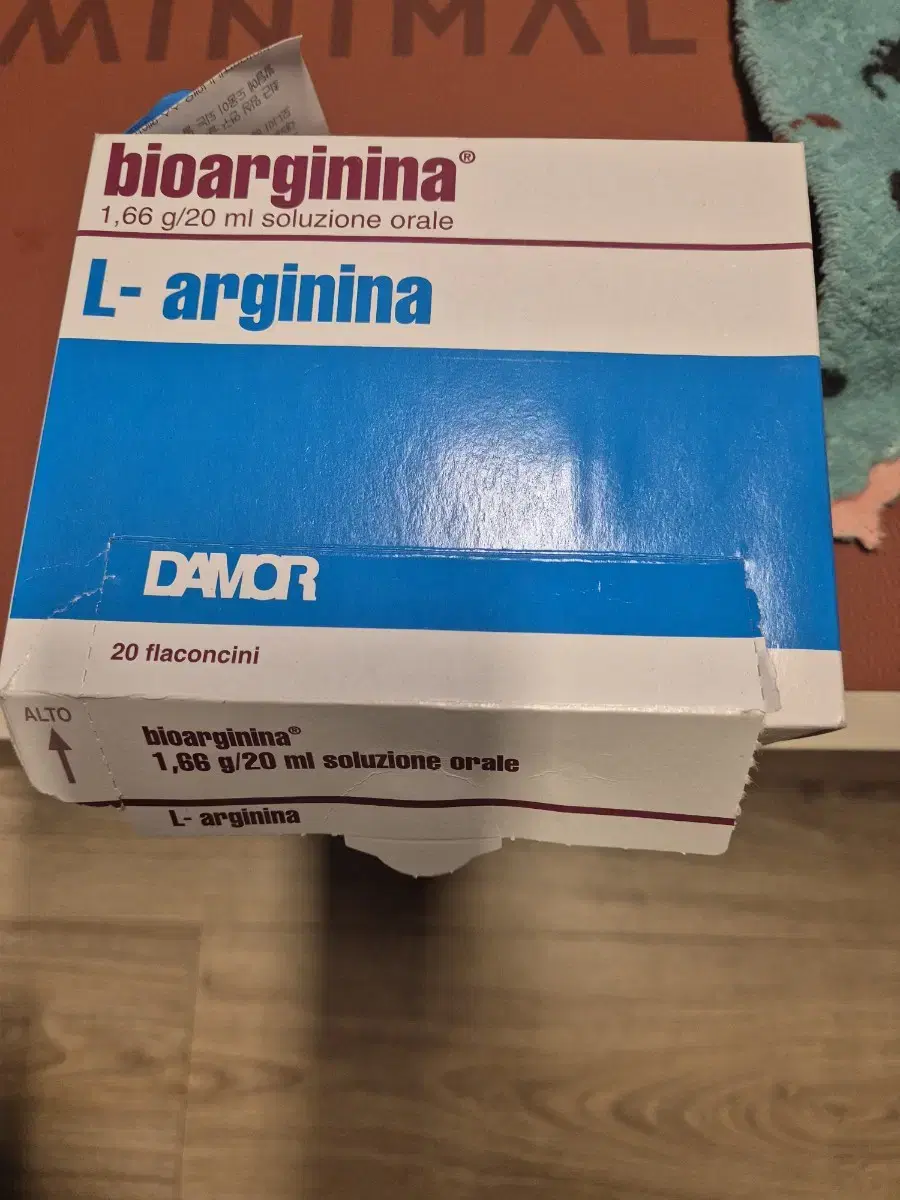 MINIMAL
bioarginina®
1,66 g/20 ml soluzione orale
L- arginina
DAMOR
20 flaconcini
ALTO
bioarginina®
1,66 g/20 ml soluzione orale
L- arginina